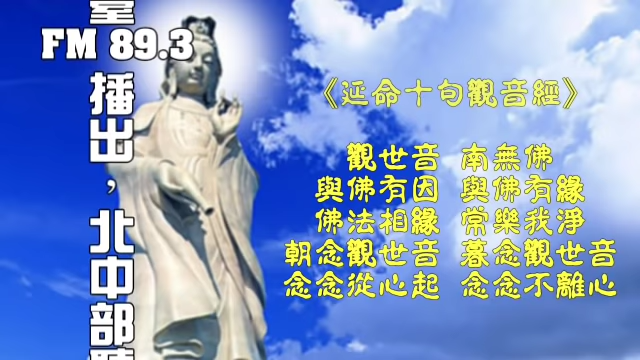 FM 89.3
播出，北中部
《延命十句觀音經》
觀世音 南無佛
與佛有因 與佛有緣
佛法相緣 常樂我淨
朝念觀世音 暮念觀世音
念念從心起 念念不離心